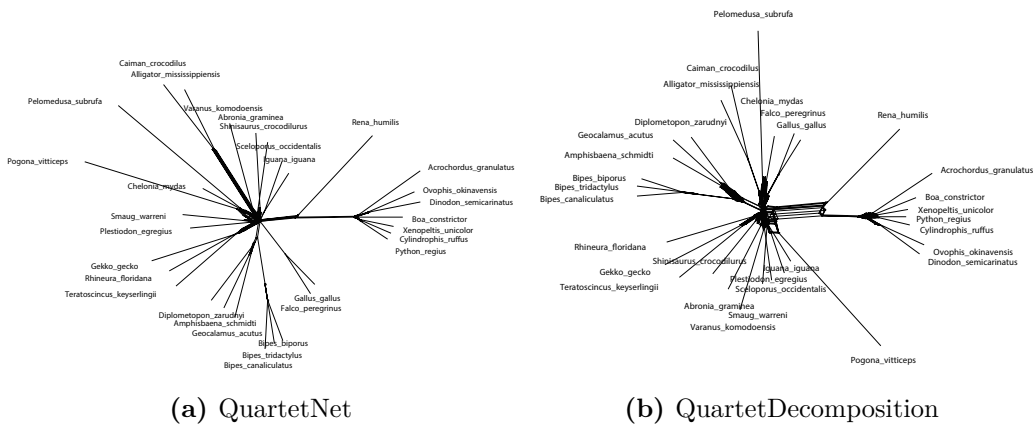 Caiman_crocodilus
Alligator_mississippiensis
Pelomedusa_subrufa
Varanus_komodoensis
Abronia_graminea
Shinisaurus_crocodilurus
Rena_humilis
Sceloporus_occidentalis
Iguana_iguana
Pogona_vitticeps
Acrochordus_granulatus
Chelonia_mydas
Ovophis_okinavensis
Dinodon_semicarinatus
Smaug_warreni
Boa_constrictor
Plestiodon_egregius
Xenopeltis_unicolor
Cylindrophis_ruffus
Python_regius
Gekko_gecko
Rhineura_floridana
Teratoscincus_keyserlingii
Gallus_gallus
Falco_peregrinus
Diplometopon_zarudnyi
Amphisbaena_schmidti
Geocalamus_acutus
Bipes_biporus
Bipes_tridactylus
Bipes_canaliculatus
(a) QuartetNet
Pelomedusa_subrufa
Caiman_crocodilus
Alligator_mississippiensis
Chelonia_mydas
Falco_peregrinus
Gallus_gallus
Rena_humilis
Diplometopon_zarudnyi
Geocalamus_acutus
Amphisbaena_schmidti
Acrochordus_granulatus
Bipes_biporus
Bipes_tridactylus
Bipes_canaliculatus
Boa_constrictor
Xenopeltis_unicolor
Python_regius
Cylindrophis_ruffus
Rhineura_floridana
Ovophis_okinavensis
Dinodon_semicarinatus
Shinisaurus_crocodilurus
Iguana_iguana
Gekko_gecko
Plestiodon_egregius
Teratoscincus_keyserlingii
Sceloporus_occidentalis
Abronia_graminea
Smaug_warreni
Varanus_komodoensis
Pogona_vitticeps
(b) QuartetDecomposition